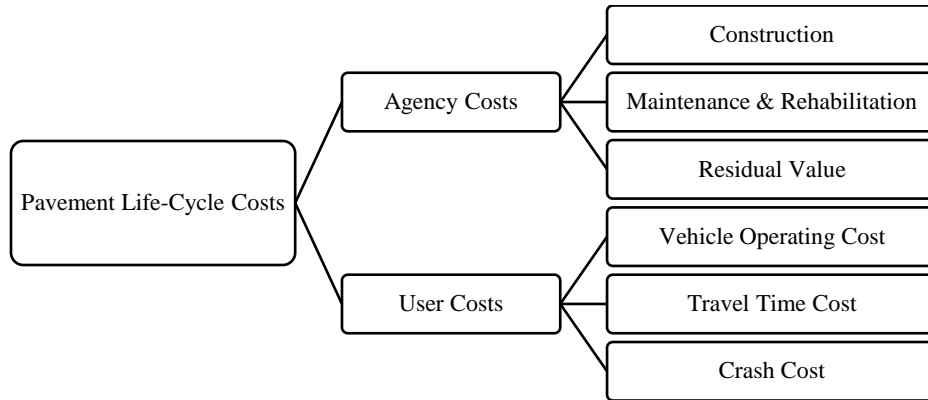 Pavement Life-Cycle Costs
Agency Costs
Construction
Maintenance & Rehabilitation
Residual Value
User Costs
Vehicle Operating Cost
Travel Time Cost
Crash Cost